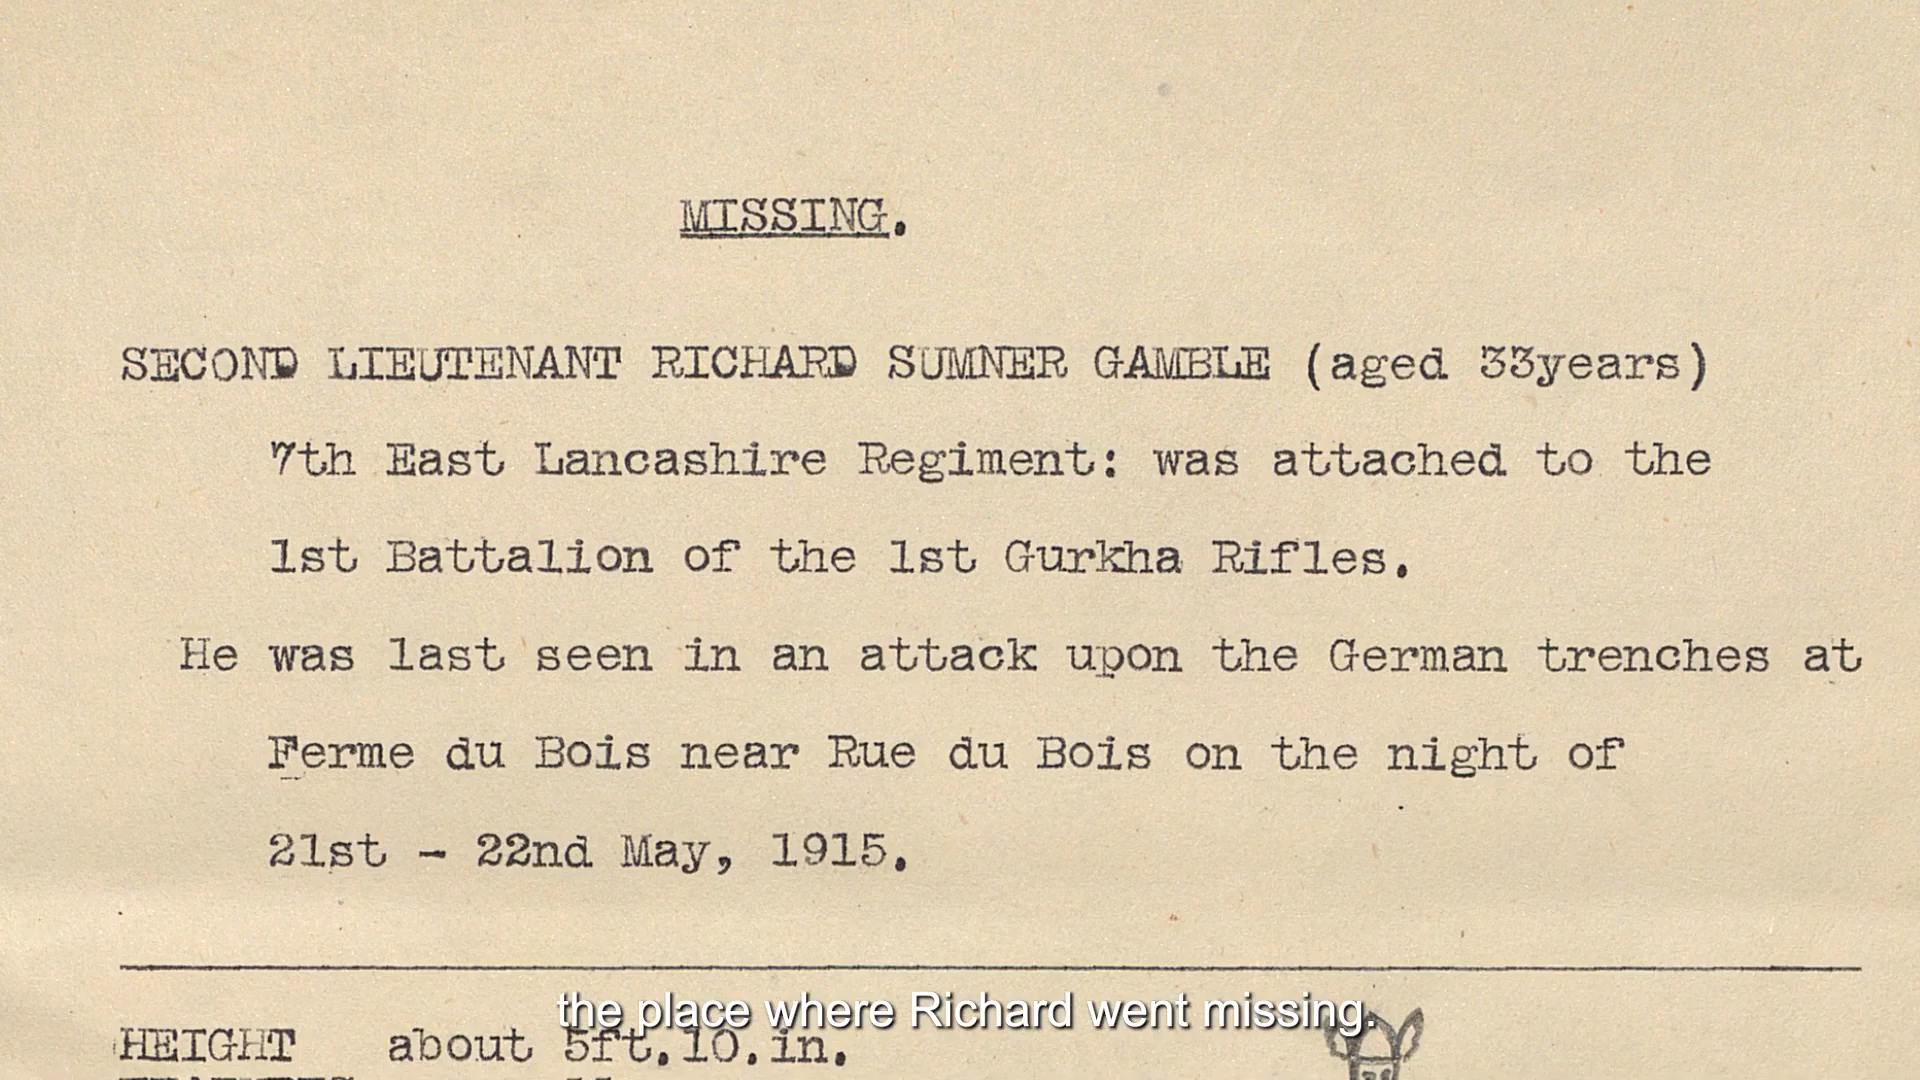 MISSING.
SECOND LIEUTENANT RICHARD SUMNER GAMBLE (aged 33years)
7th East Lancashire Regiment: was attached to the
1st Battalion of the 1st Gurkha Rifles.
He was last seen in an attack upon the German trenches at
Ferme du Bois near Rue du Bois on the night of
21st - 22nd May, 1915.
the place where Richard went missing.
HEIGHT about 5ft.10.in.